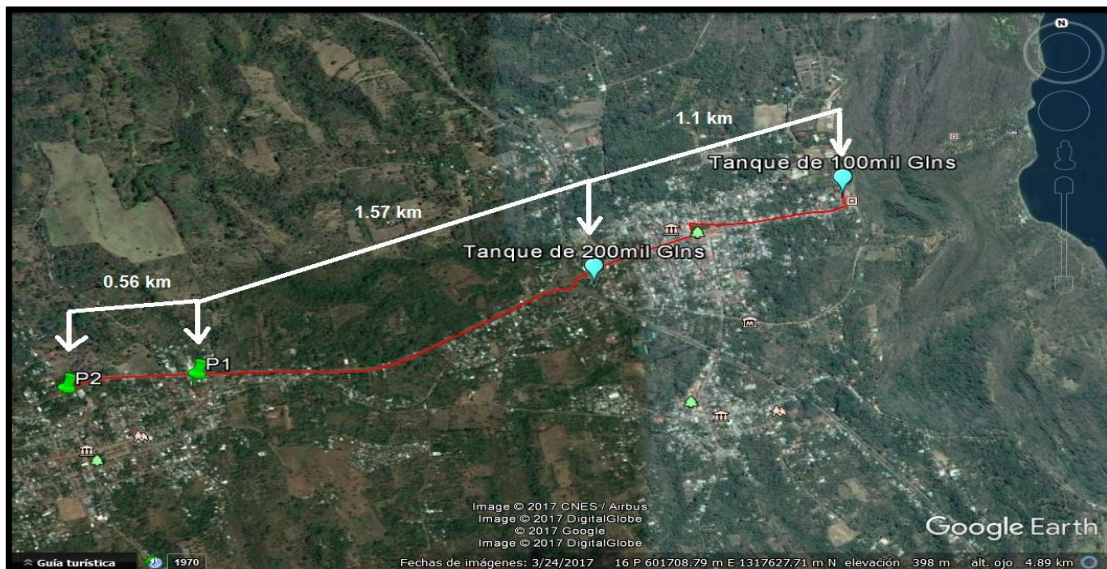 N
1.1 km
Tanque de 100mil Glns
1.57 km
Tanque de 200mil Glns
0.56 km
P1
P2
Image © 2017 CNES / Airbus
Image © 2017 DigitalGlobe
© 2017 Google
Image © 2017 DigitalGlobe
Google Earth
Guía turística
1970
Fechas de imágenes: 3/24/2017 16 P 601708.79 m E 1317627.71 m N elevación 398 m alt. ojo 4.89 km